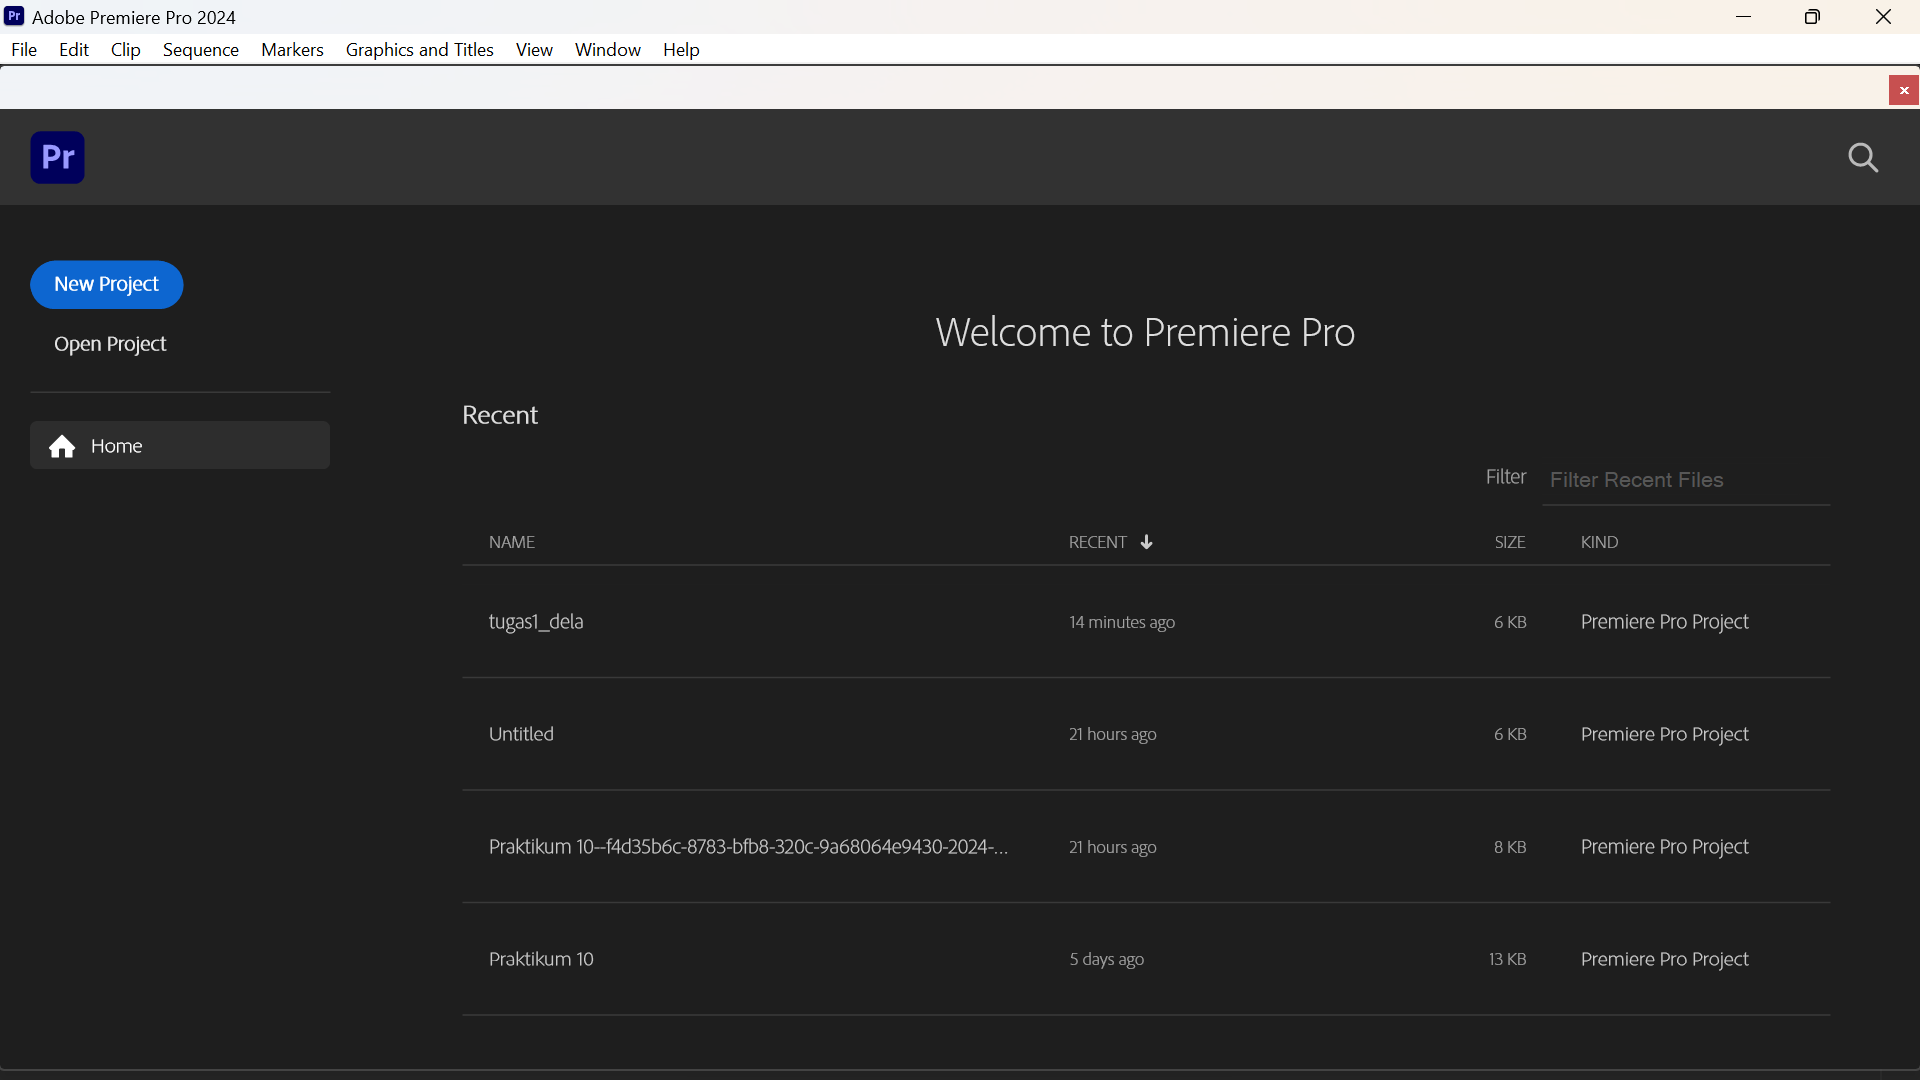 Pr Adobe Premiere Pro 2024
File Edit Clip Sequence Markers Graphics and Titles View Window Help
Pr
New Project
Open Project
Home
Welcome to Premiere Pro
Recent
Filter Filter Recent Files
NAME RECENT SIZE KIND
tugas1_dela 14 minutes ago 6 KB Premiere Pro Project
Untitled 21 hours ago 6 KB Premiere Pro Project
Praktikum 10--f4d35b6c-8783-bfb8-320c-9a68064e9430-2024-... 21 hours ago 8 KB Premiere Pro Project
Praktikum 10 5 days ago 13 KB Premiere Pro Project